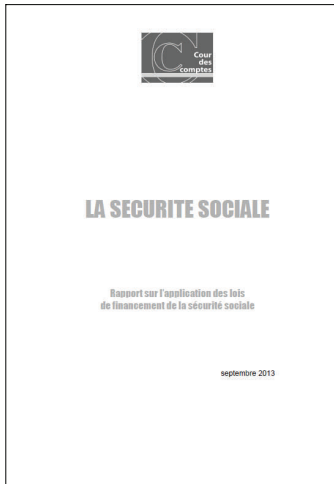 Cour
des
comptes
LA SECURITE SOCIALE
Rapport sur l'application des lois
de financement de la sécurité sociale
septembre 2013